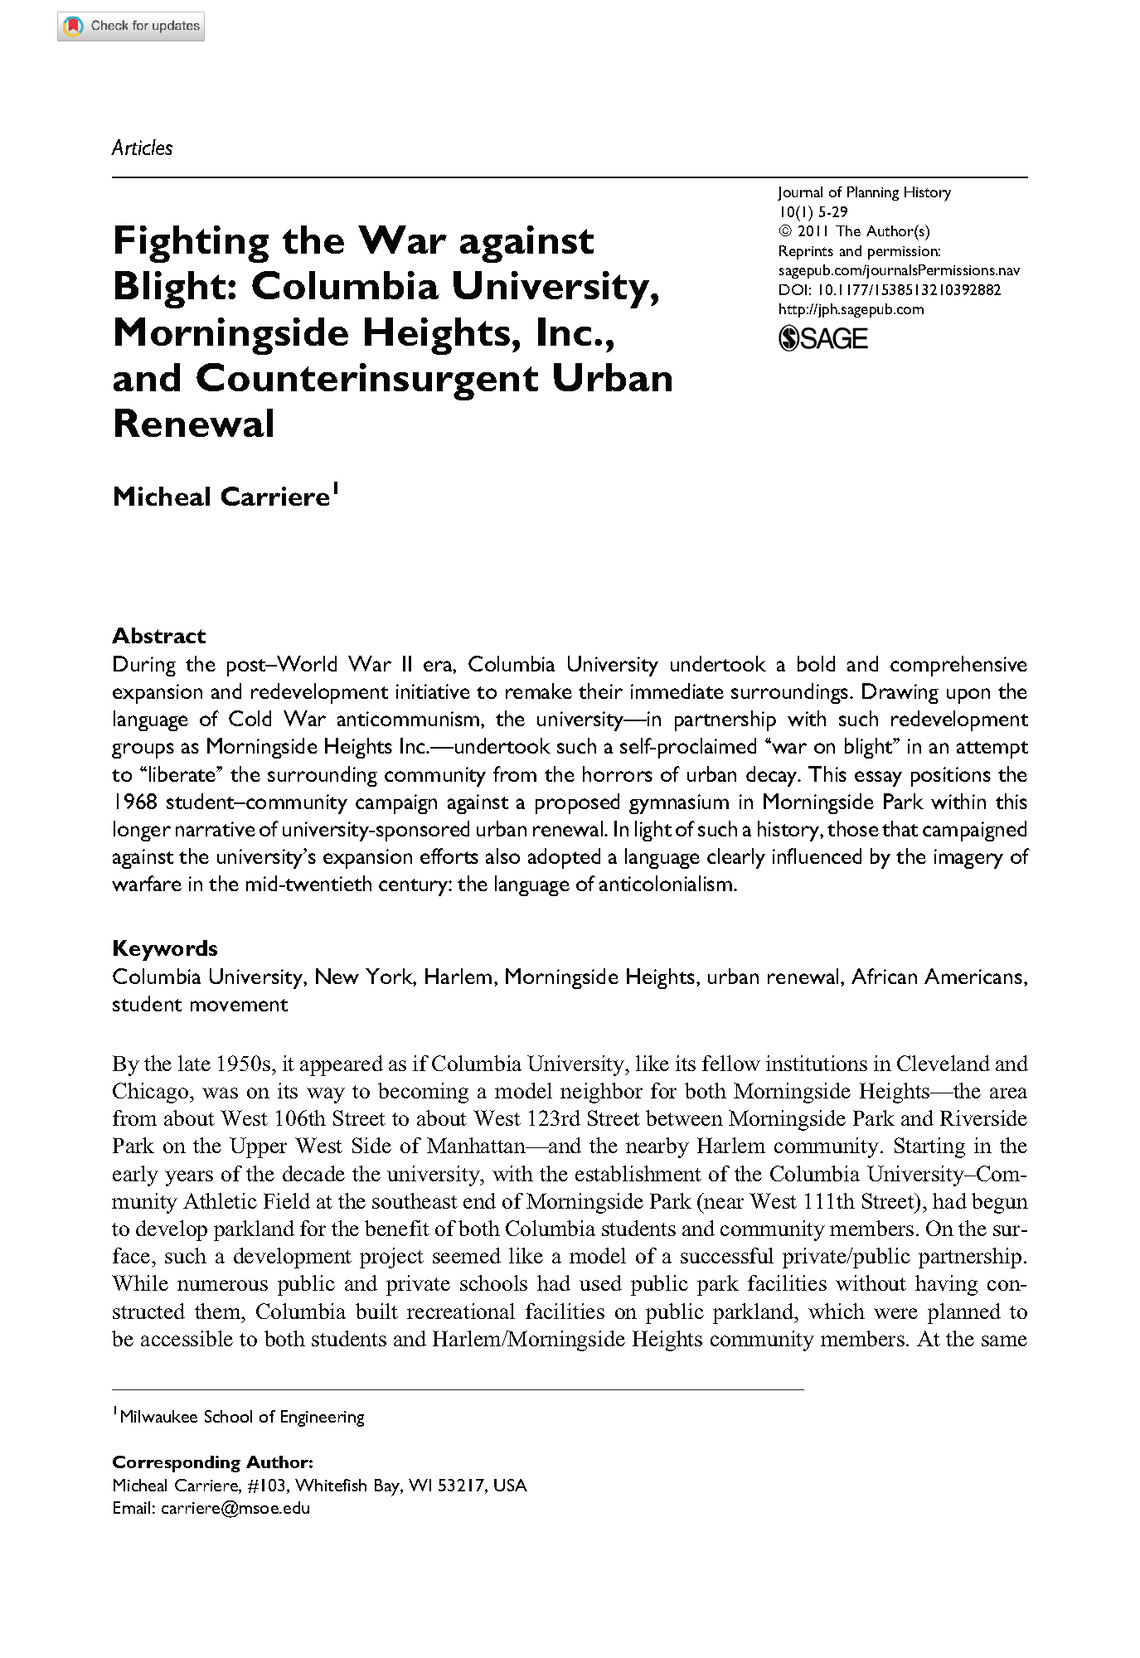 Check for updates
Articles
Journal of Planning History
10(1) 5-29
© 2011 The Author(s)
Reprints and permission:
sagepub.com/journalsPermissions.nav
DOI: 10.1177/1538513210392882
http://jph.sagepub.com
SAGE
Fighting the War against
Blight: Columbia University,
Morningside Heights, Inc.,
and Counterinsurgent Urban
Renewal
Micheal Carriere1
Abstract
During the post–World War II era, Columbia University undertook a bold and comprehensive
expansion and redevelopment initiative to remake their immediate surroundings. Drawing upon the
language of Cold War anticommunism, the university—in partnership with such redevelopment
groups as Morningside Heights Inc.—undertook such a self-proclaimed “war on blight” in an attempt
to “liberate” the surrounding community from the horrors of urban decay. This essay positions the
1968 student–community campaign against a proposed gymnasium in Morningside Park within this
longer narrative of university-sponsored urban renewal. In light of such a history, those that campaigned
against the university’s expansion efforts also adopted a language clearly influenced by the imagery of
warfare in the mid-twentieth century: the language of anticolonialism.
Keywords
Columbia University, New York, Harlem, Morningside Heights, urban renewal, African Americans,
student movement
By the late 1950s, it appeared as if Columbia University, like its fellow institutions in Cleveland and
Chicago, was on its way to becoming a model neighbor for both Morningside Heights—the area
from about West 106th Street to about West 123rd Street between Morningside Park and Riverside
Park on the Upper West Side of Manhattan—and the nearby Harlem community. Starting in the
early years of the decade the university, with the establishment of the Columbia University–Com-
munity Athletic Field at the southeast end of Morningside Park (near West 111th Street), had begun
to develop parkland for the benefit of both Columbia students and community members. On the sur-
face, such a development project seemed like a model of a successful private/public partnership.
While numerous public and private schools had used public park facilities without having con-
structed them, Columbia built recreational facilities on public parkland, which were planned to
be accessible to both students and Harlem/Morningside Heights community members. At the same
1Milwaukee School of Engineering
Corresponding Author:
Micheal Carriere, #103, Whitefish Bay, WI 53217, USA
Email: carriere@msoe.edu